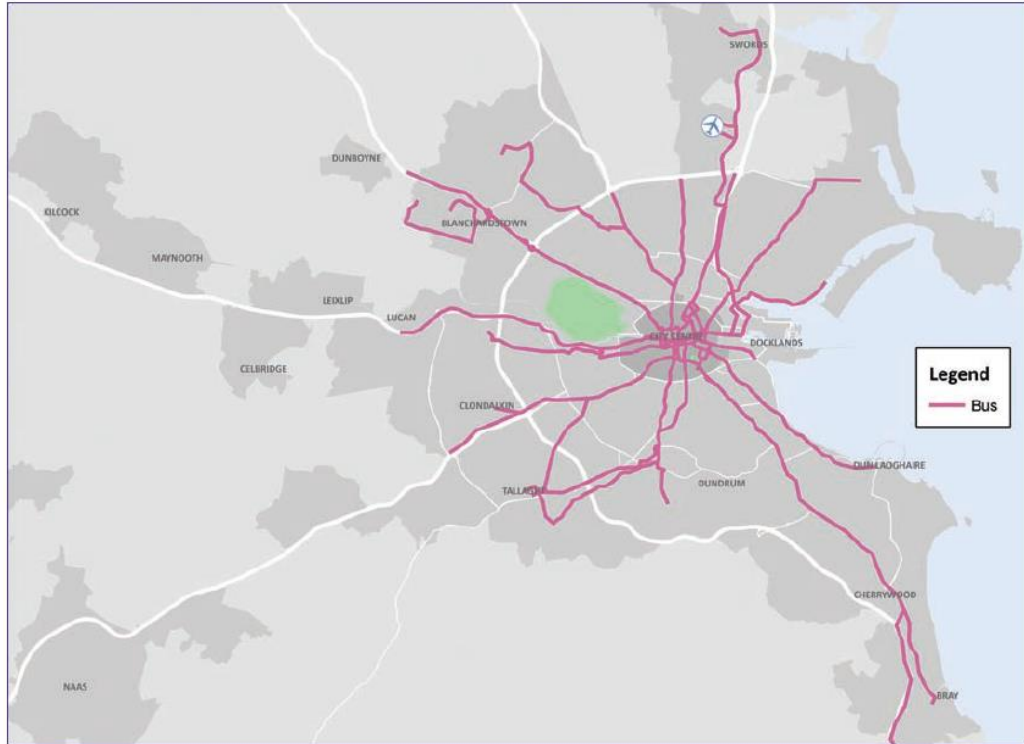 SWORDS
DUNBOYNE
KILCOCK
BLANCHARDSTOWN
MAYNOOTH
LEIXLIP
LUCAN
CITY CENTRE
DOCKLANDS
CELBRIDGE
Legend
Bus
CLONDALKIN
DUN LAOGHAIRE
TALLAGHT
DUNDRUM
CHERRYWOOD
NAAS
BRAY